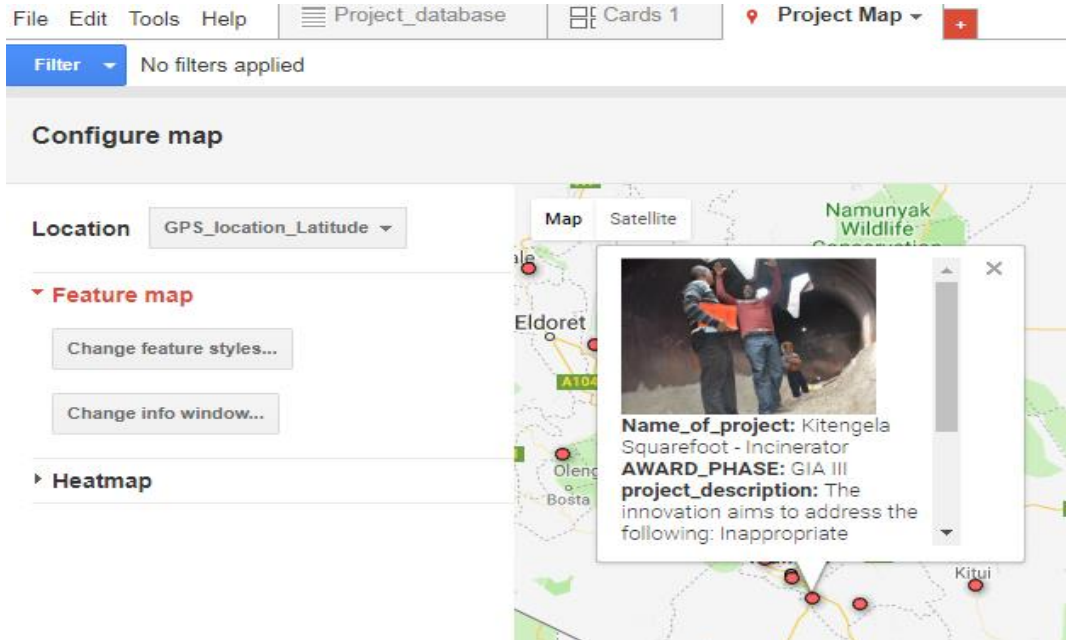 File Edit Tools Help
Project_database
Cards 1
Project Map
+
Filter
No filters applied
Configure map
Location
GPS_location_Latitude
Feature map
Change feature styles...
Change info window...
Heatmap
Map Satellite
Namunyak
Wildlife
Eldoret
A104
Bosta
Name_of_project: Kitengela
Squarefoot - Incinerator
AWARD_PHASE: GIA III
project_description: The
innovation aims to address the
following: Inappropriate
Kitui